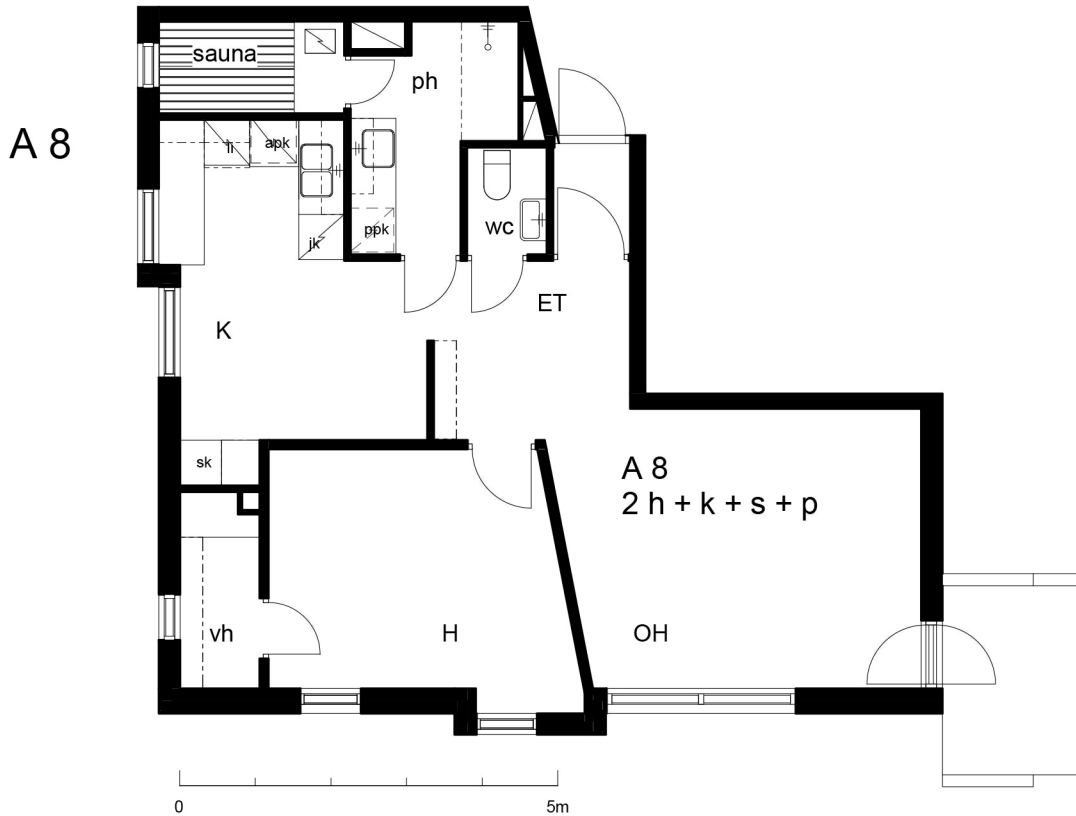 sauna
ph
A 8
li
apk
wc
ppk
jk
ET
K
sk
A 8
2 h + k + s + p
vh
H
OH
0
5m